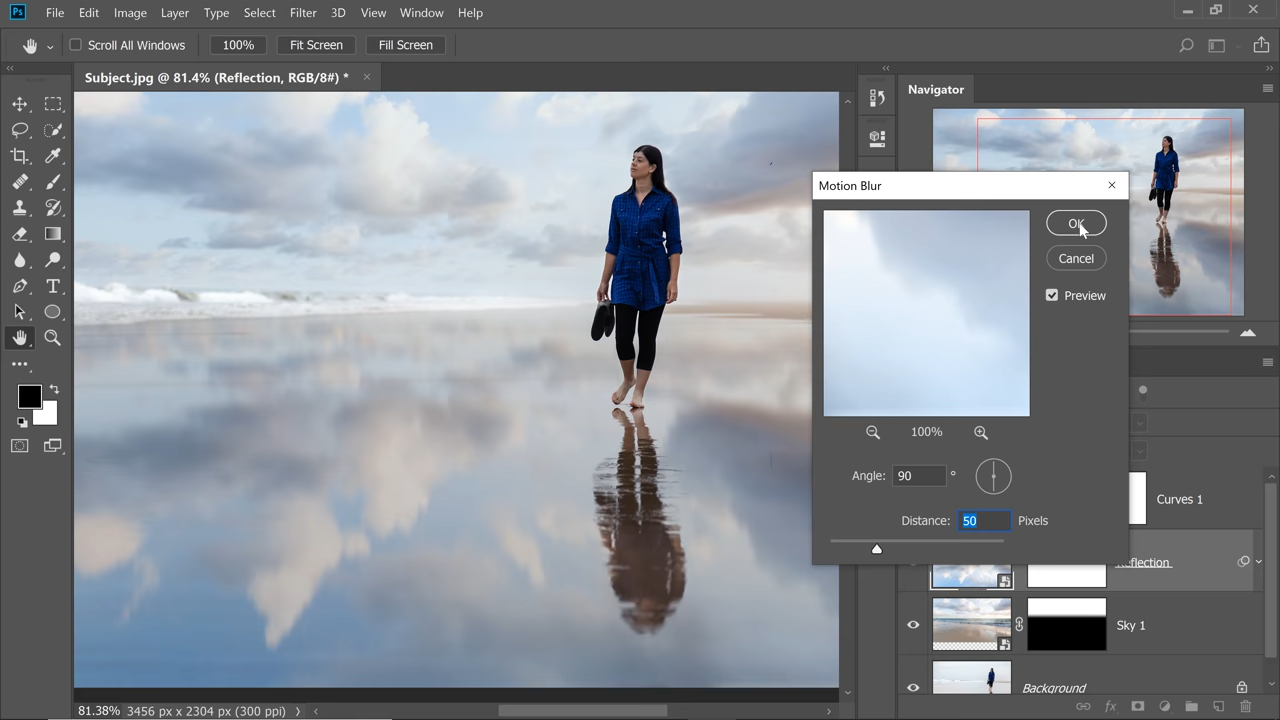 Ps File Edit Image Layer Type Select Filter 3D View Window Help
Scroll All Windows 100% Fit Screen Fill Screen
Subject.jpg @ 81.4% (Reflection, RGB/8#) * ×
Navigator
Motion Blur
OK
Cancel
Preview
100%
Angle: 90 °
Distance: 50 Pixels
Curves 1
Reflection
Sky 1
Background
fx
T
81.38% 3456 px x 2304 px (300 ppi)